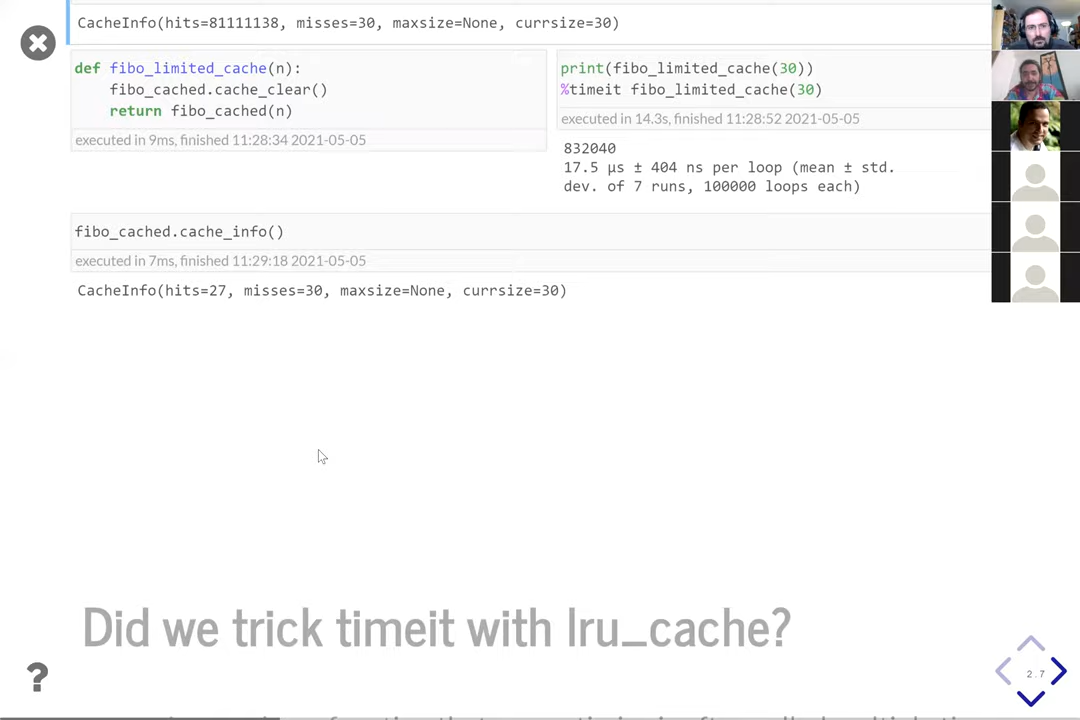 CacheInfo(hits=81111138, misses=30, maxsize=None, currsize=30)
def fibo_limited_cache(n):
    fibo_cached.cache_clear()
    return fibo_cached(n)
executed in 9ms, finished 11:28:34 2021-05-05
print(fibo_limited_cache(30))
%timeit fibo_limited_cache(30)
executed in 14.3s, finished 11:28:52 2021-05-05
832040
17.5 µs ± 404 ns per loop (mean ± std.
dev. of 7 runs, 100000 loops each)
fibo_cached.cache_info()
executed in 7ms, finished 11:29:18 2021-05-05
CacheInfo(hits=27, misses=30, maxsize=None, currsize=30)
Did we trick timeit with lru_cache?
?
2.7